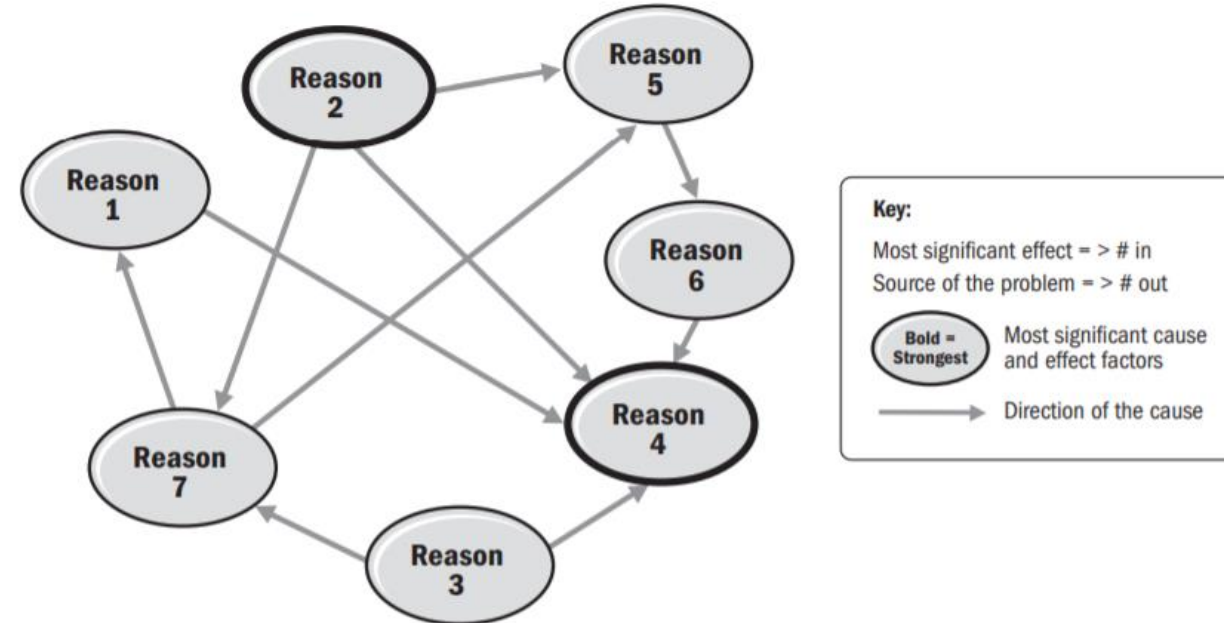 Reason
2
Reason
5
Reason
1
Reason
6
Reason
4
Reason
7
Reason
3
Key:
Most significant effect = > # in
Source of the problem = > # out
Bold =
Strongest
Most significant cause
and effect factors
Direction of the cause